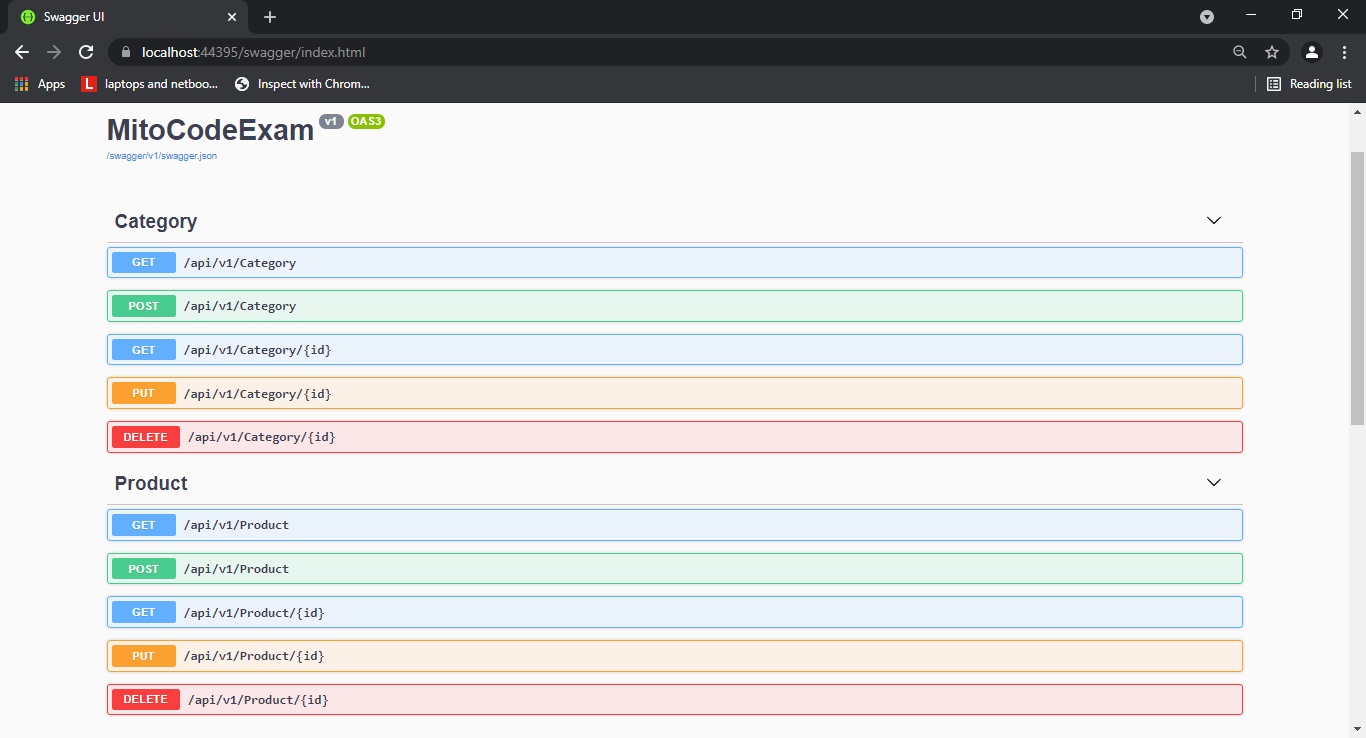 Swagger UI
localhost:44395/swagger/index.html
Apps laptops and netboo... Inspect with Chrom... Reading list
MitoCodeExam v1 OAS3
/swagger/v1/swagger.json
Category
GET /api/v1/Category
POST /api/v1/Category
GET /api/v1/Category/{id}
PUT /api/v1/Category/{id}
DELETE /api/v1/Category/{id}
Product
GET /api/v1/Product
POST /api/v1/Product
GET /api/v1/Product/{id}
PUT /api/v1/Product/{id}
DELETE /api/v1/Product/{id}